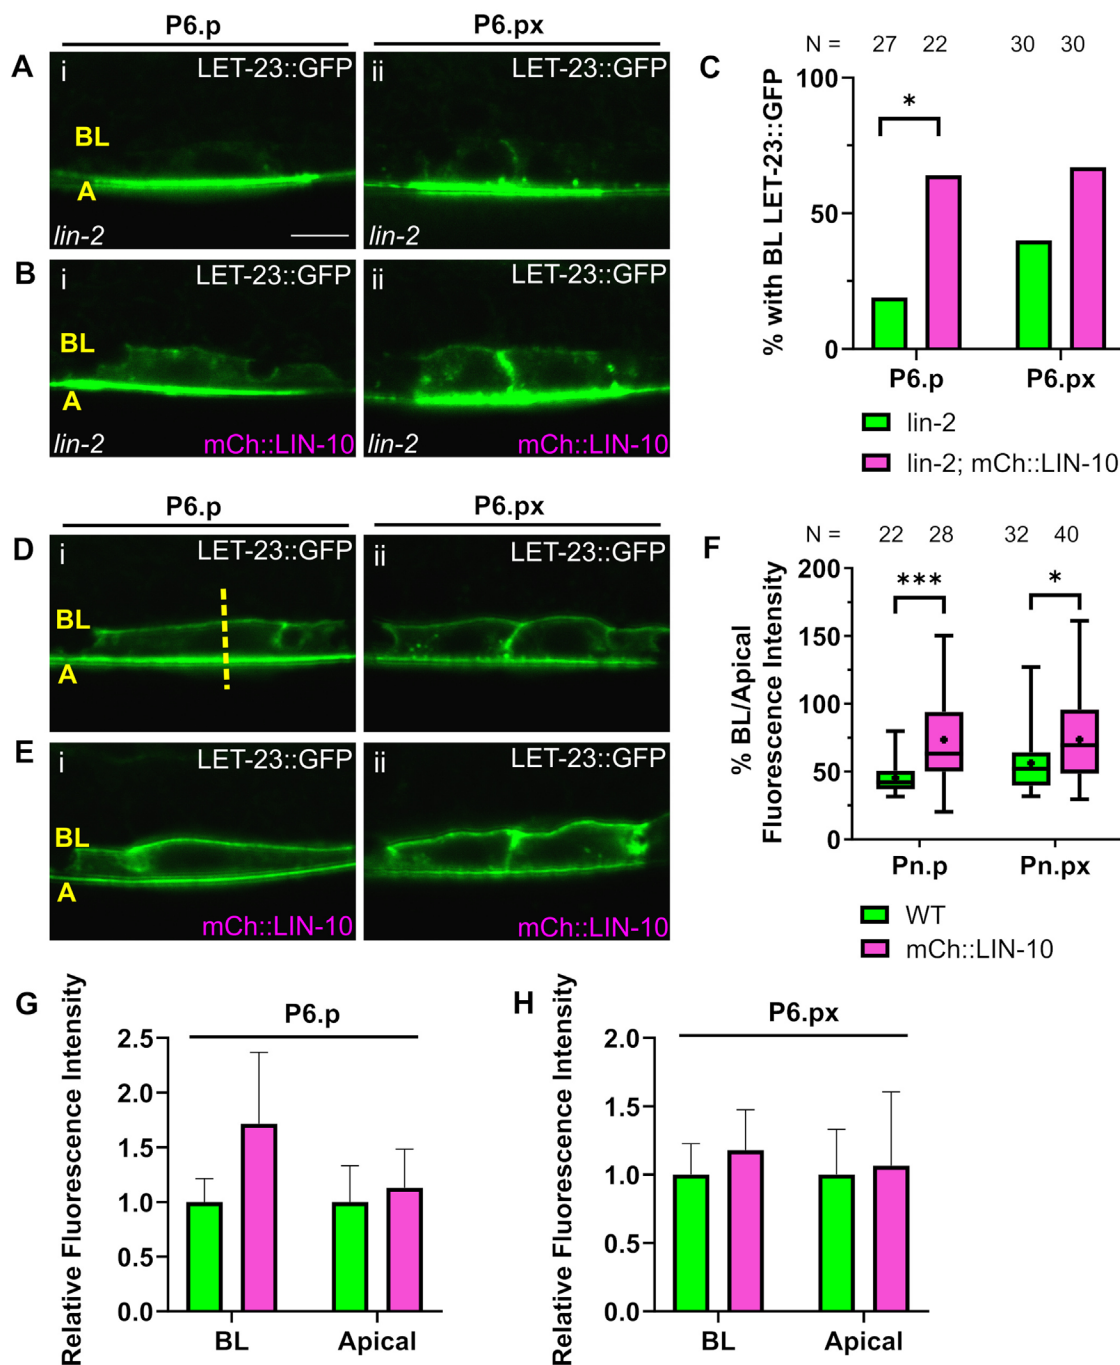 P6.p
P6.px
A
i
LET-23::GFP
BL
A
lin-2
ii
LET-23::GFP
lin-2
B
i
LET-23::GFP
BL
A
lin-2
mCh::LIN-10
ii
LET-23::GFP
lin-2
mCh::LIN-10
C
N = 27 22 30 30
% with BL LET-23::GFP
100
50
0
*
P6.p P6.px
lin-2
lin-2; mCh::LIN-10
P6.p
P6.px
D
i
LET-23::GFP
BL
A
ii
LET-23::GFP
E
i
LET-23::GFP
BL
A
mCh::LIN-10
ii
LET-23::GFP
mCh::LIN-10
F
N = 22 28 32 40
% BL/Apical
Fluorescence Intensity
200
150
100
50
0
***
*
Pn.p Pn.px
WT
mCh::LIN-10
G
P6.p
Relative Fluorescence Intensity
2.5
2.0
1.5
1.0
0.5
0.0
BL Apical
H
P6.px
Relative Fluorescence Intensity
2.0
1.5
1.0
0.5
0.0
BL Apical